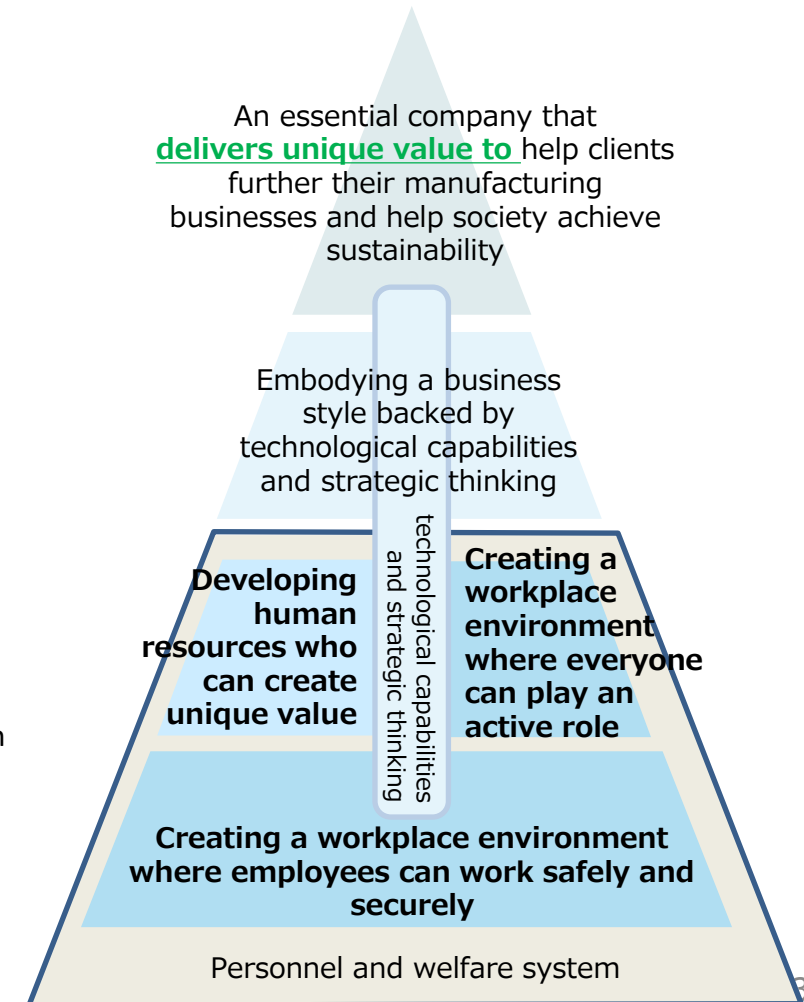 An essential company that
delivers unique value to help clients
further their manufacturing
businesses and help society achieve
sustainability
Embodying a business
style backed by
technological capabilities
and strategic thinking
Developing
human
resources who
can create
unique value
technological capabilities
and strategic thinking
Creating a
workplace
environment
where everyone
can play an
active role
Creating a workplace environment
where employees can work safely and
securely
Personnel and welfare system